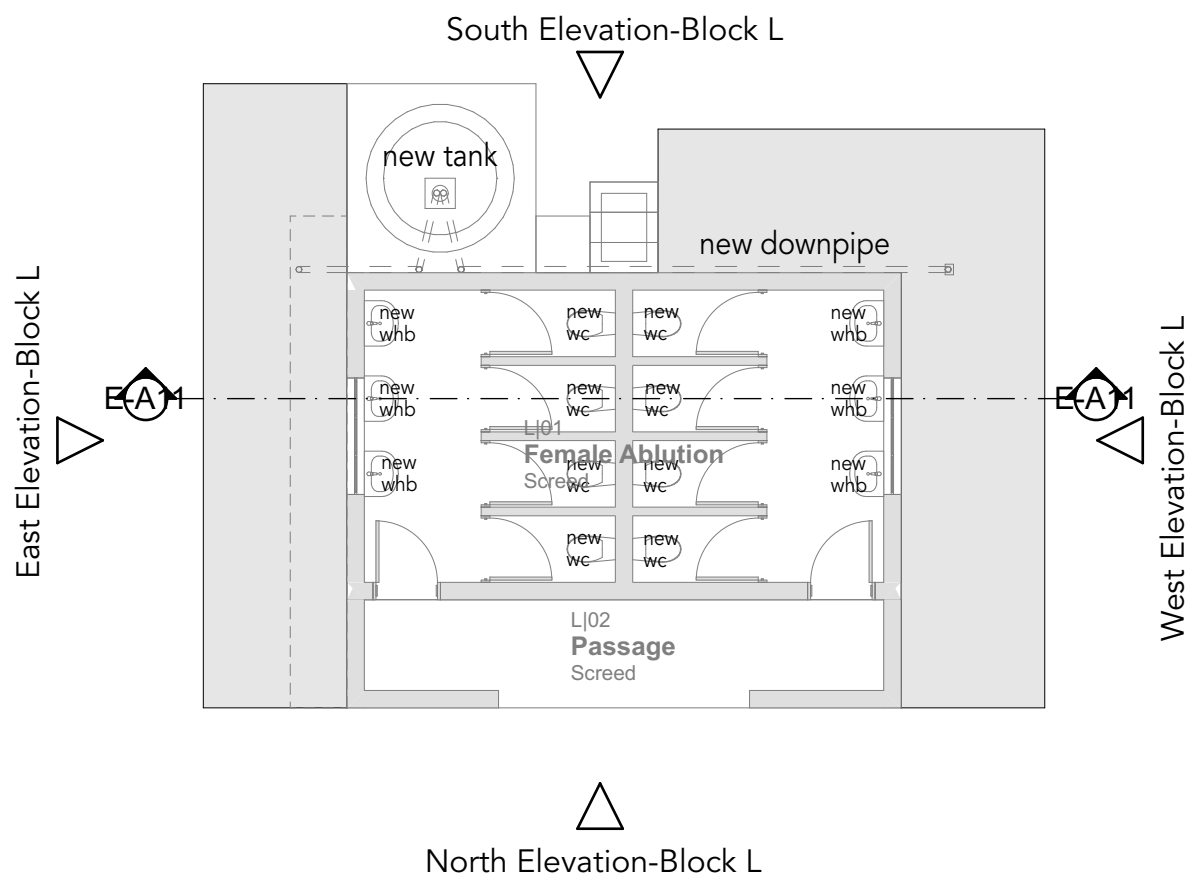 South Elevation-Block L
new tank
new downpipe
East Elevation-Block L
West Elevation-Block L
new
whb
new
wc
new
wc
new
whb
E-A11
new
whb
new
wc
new
wc
new
whb
E-A11
L|01
Female Ablution
Screed
new
whb
new
wc
new
wc
new
whb
new
wc
new
wc
L|02
Passage
Screed
North Elevation-Block L